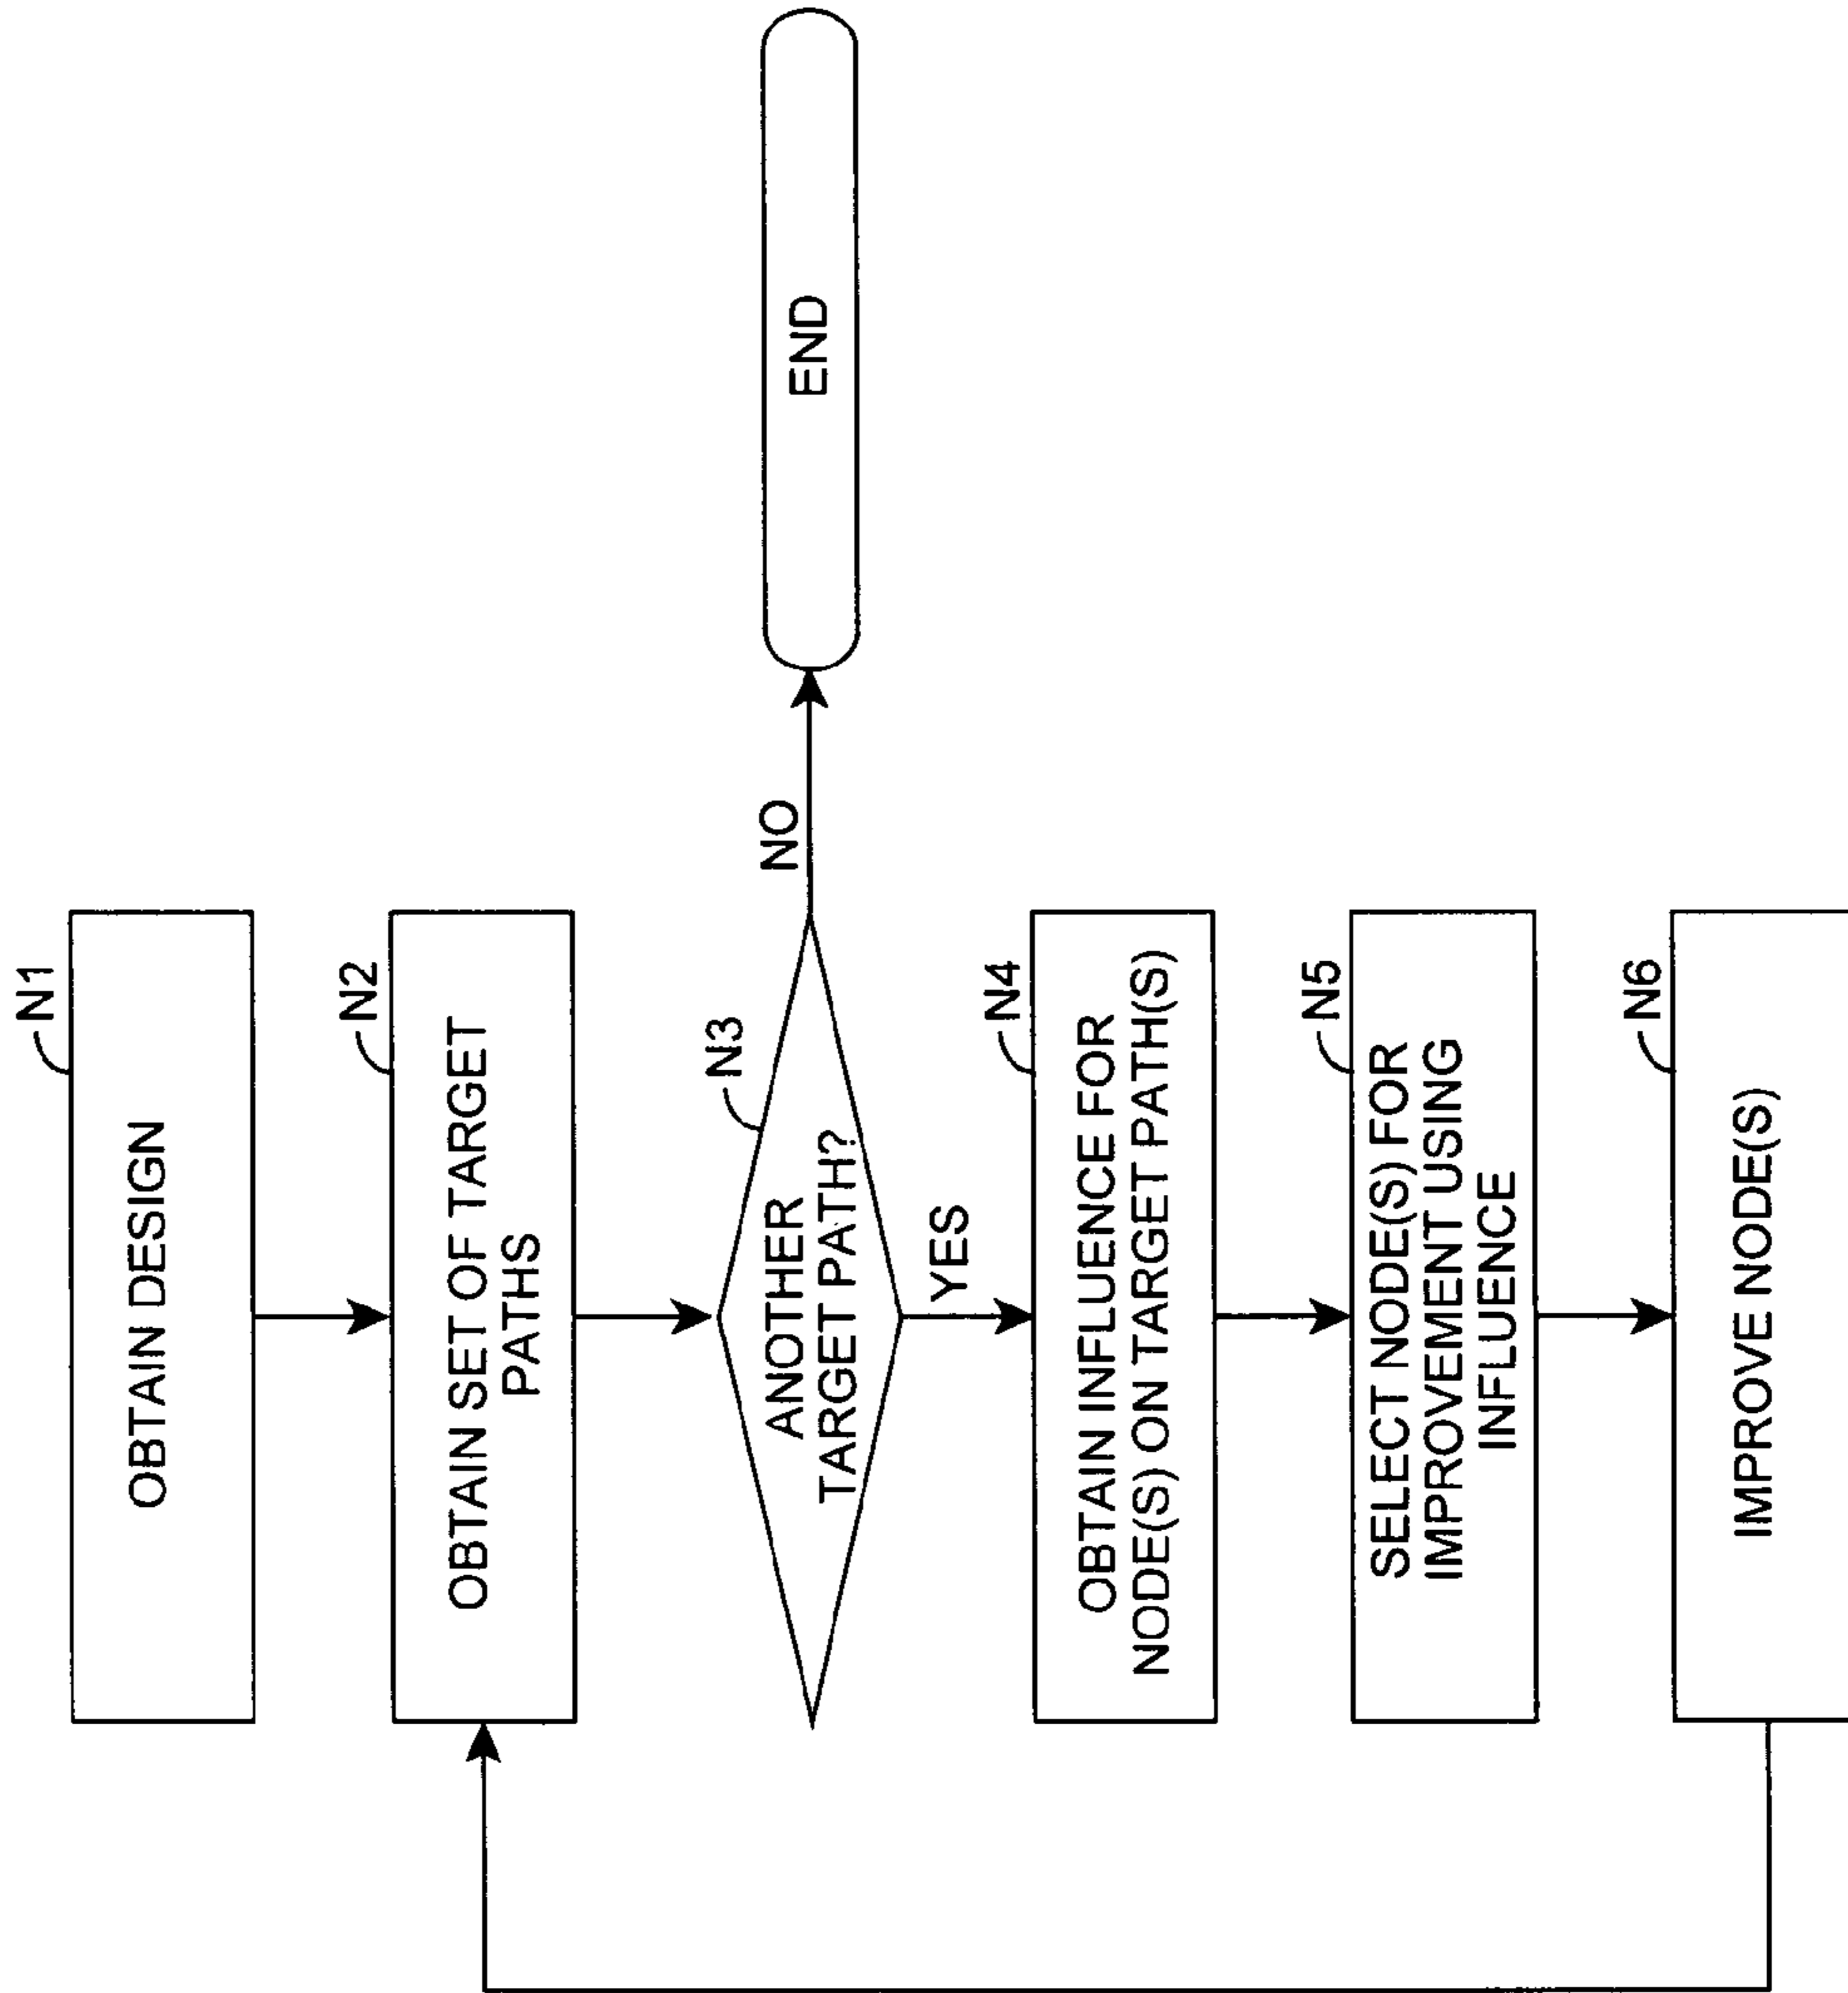 N1
OBTAIN DESIGN
N2
OBTAIN SET OF TARGET
PATHS
N3
ANOTHER
TARGET PATH?
NO
END
YES
N4
OBTAIN INFLUENCE FOR
NODE(S) ON TARGET PATH(S)
N5
SELECT NODE(S) FOR
IMPROVEMENT USING
INFLUENCE
N6
IMPROVE NODE(S)